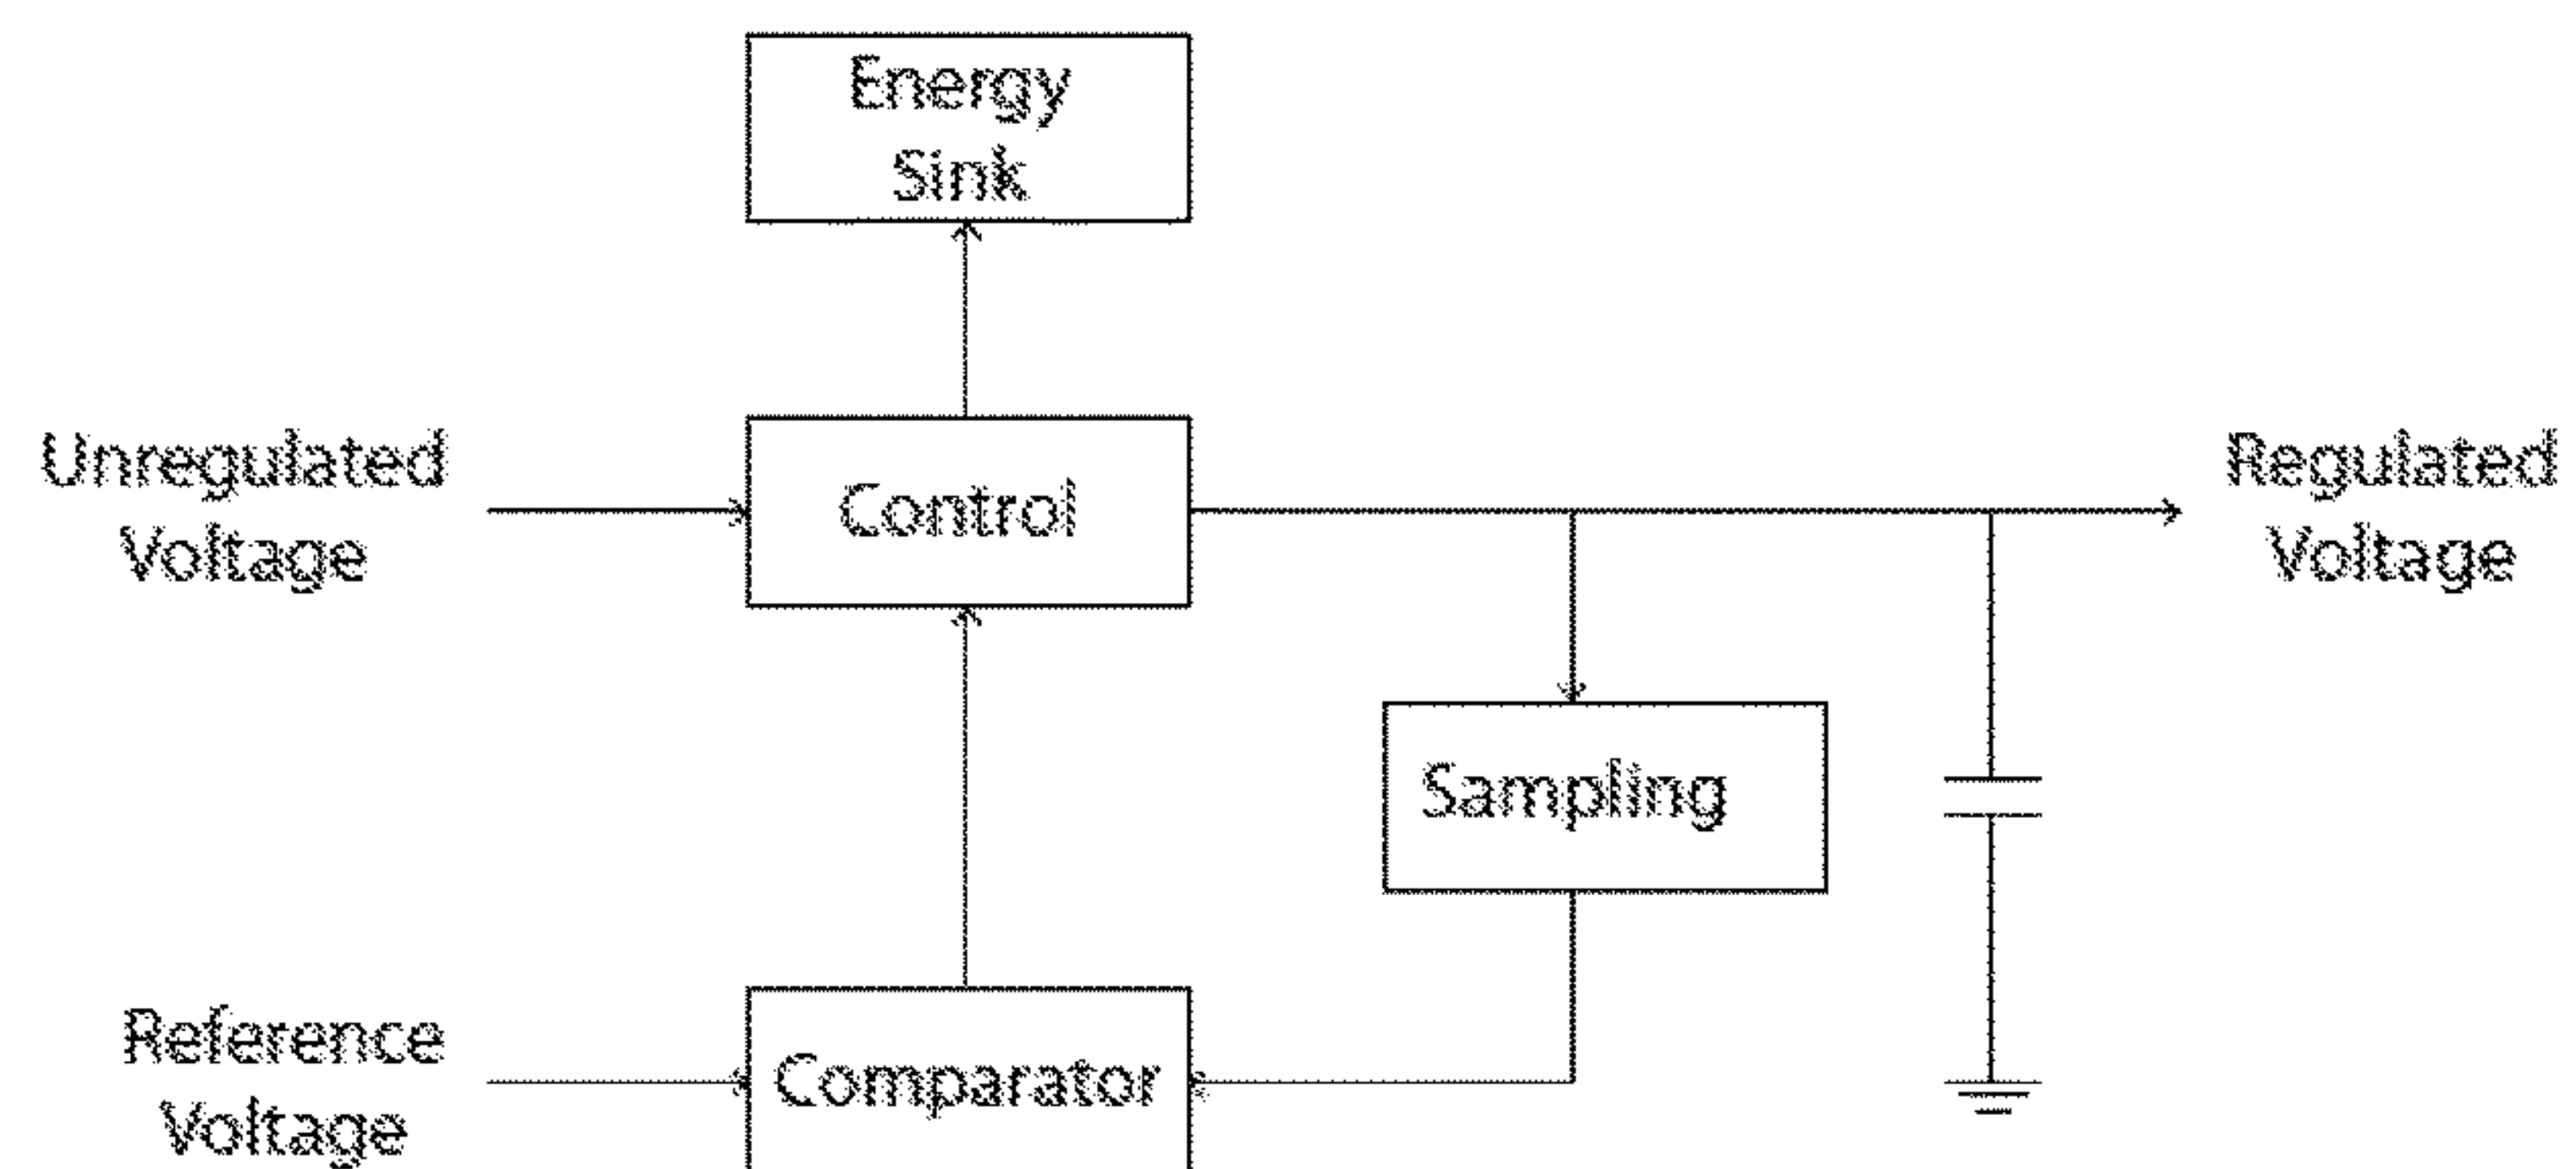 Energy
Sink
Unregulated
Voltage
Control
Regulated
Voltage
Sampling
Reference
Voltage
Comparator